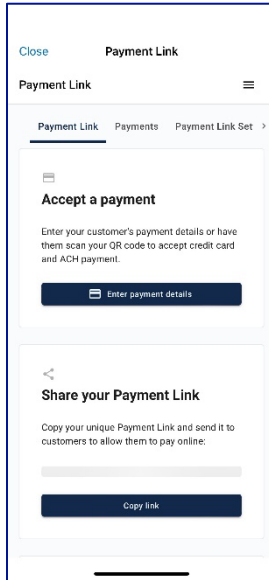 Close Payment Link
Payment Link
Payment Link Payments Payment Link Set
Accept a payment
Enter your customer's payment details or have
them scan your QR code to accept credit card
and ACH payment.
Enter payment details
Share your Payment Link
Copy your unique Payment Link and send it to
customers to allow them to pay online:
Copy link